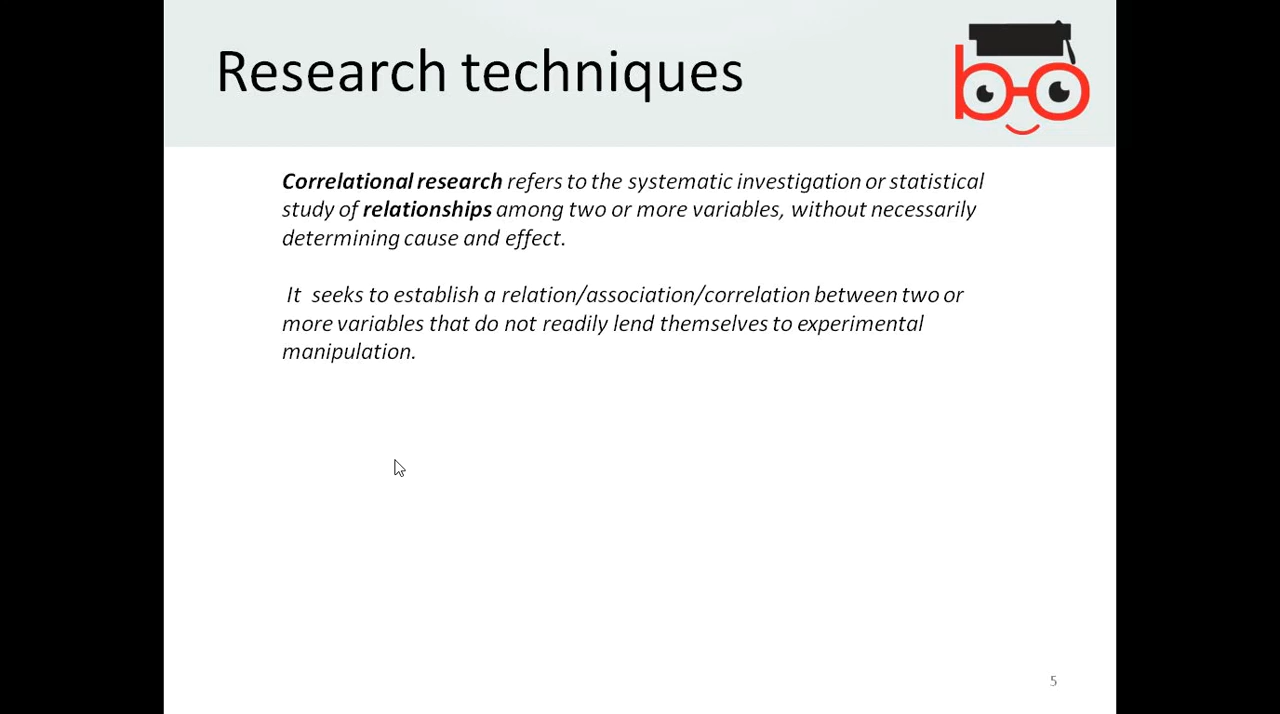 Research techniques
Correlational research refers to the systematic investigation or statistical
study of relationships among two or more variables, without necessarily
determining cause and effect.
It seeks to establish a relation/association/correlation between two or
more variables that do not readily lend themselves to experimental
manipulation.
5